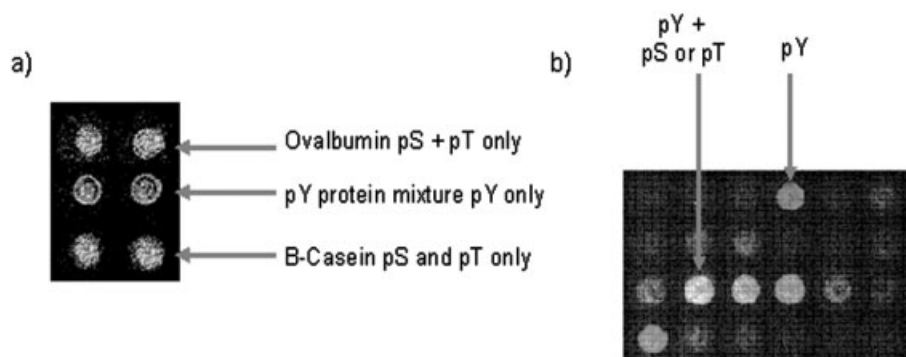 a)
Ovalbumin pS + pT only
pY protein mixture pY only
B-Casein pS and pT only
b)
pY +
pS or pT
pY